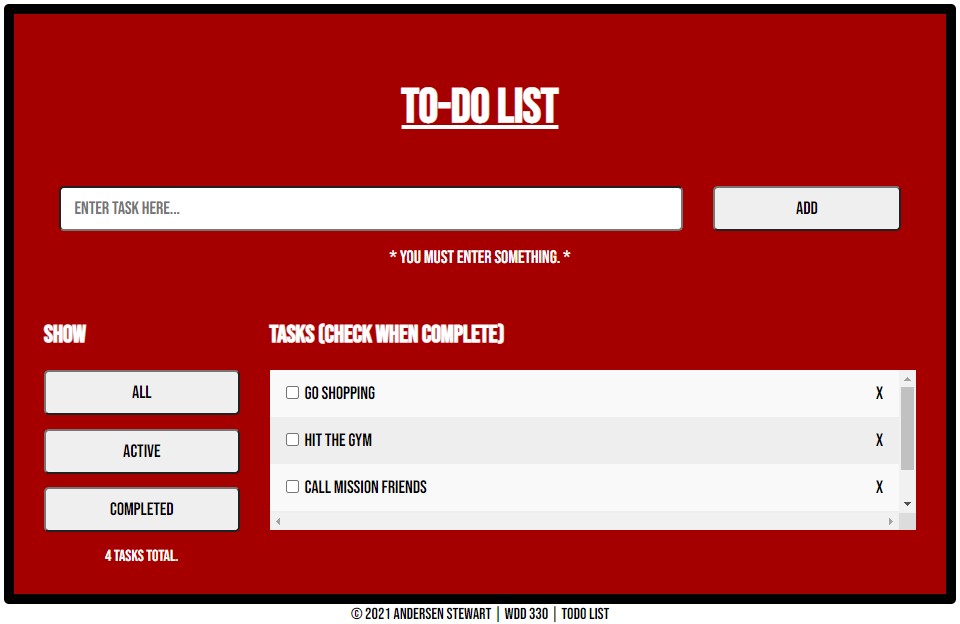 TO-DO LIST
ENTER TASK HERE...
ADD
* YOU MUST ENTER SOMETHING. *
SHOW
TASKS (CHECK WHEN COMPLETE)
ALL
GO SHOPPING X
ACTIVE
HIT THE GYM X
COMPLETED
CALL MISSION FRIENDS X
4 TASKS TOTAL.
© 2021 ANDERSEN STEWART | WDD 330 | TODO LIST